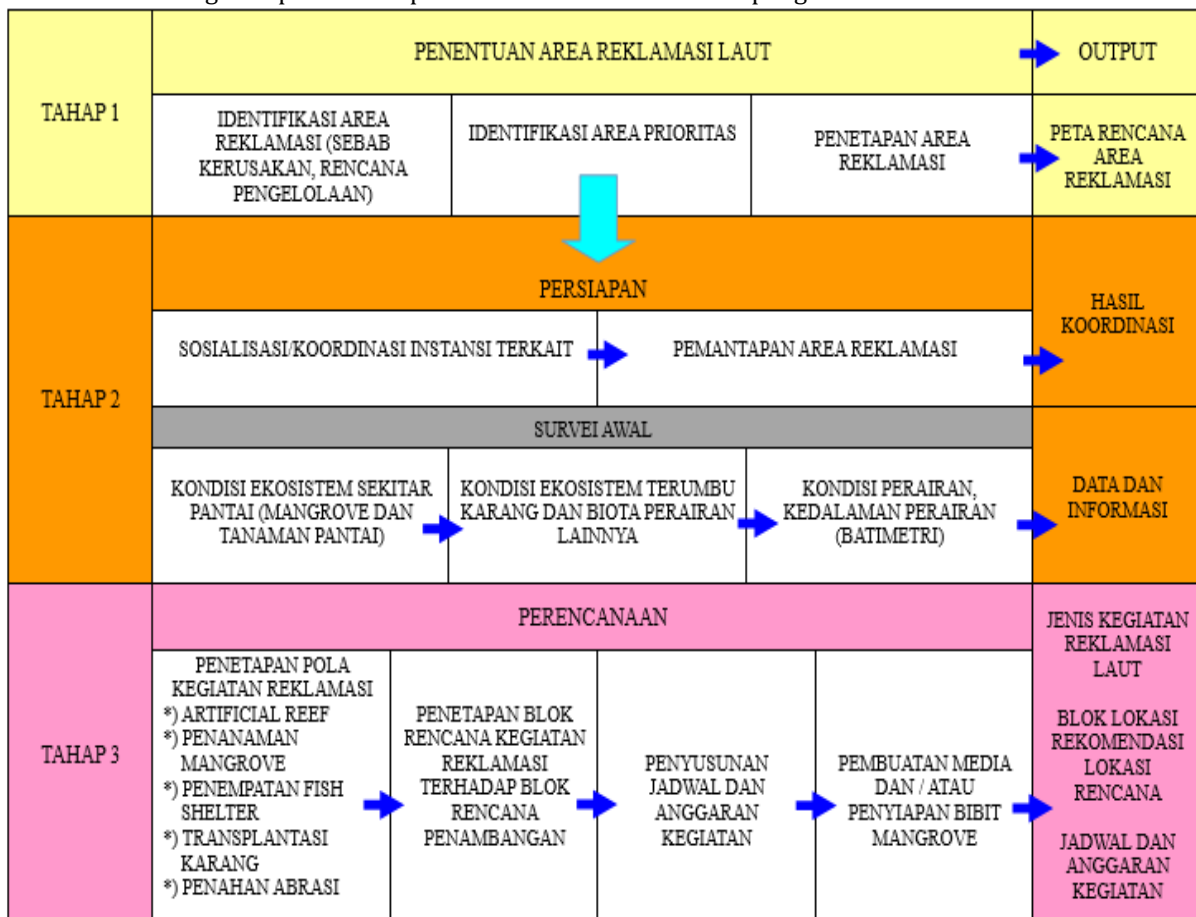 PENENTUAN AREA REKLAMASI LAUT
OUTPUT
TAHAP 1
IDENTIFIKASI AREA
REKLAMASI (SEBAB
KERUSAKAN, RENCANA
PENGELOLAAN)
IDENTIFIKASI AREA PRIORITAS
PENETAPAN AREA
REKLAMASI
PETA RENCANA
AREA
REKLAMASI
TAHAP 2
PERSIAPAN
HASIL
KOORDINASI
SOSIALISASI/KOORDINASI INSTANSI TERKAIT
PEMANTAPAN AREA REKLAMASI
SURVEI AWAL
KONDISI EKOSISTEM SEKITAR
PANTAI (MANGROVE DAN
TANAMAN PANTAI)
KONDISI EKOSISTEM TERUMBU
KARANG DAN BIOTA PERAIRAN
LAINNYA
KONDISI PERAIRAN,
KEDALAMAN PERAIRAN
(BATIMETRI)
DATA DAN
INFORMASI
TAHAP 3
PERENCANAAN
PENETAPAN POLA
KEGIATAN REKLAMASI
*) ARTIFICIAL REEF
*) PENANAMAN
MANGROVE
*) PENEMPATAN FISH
SHELTER
*) TRANSPLANTASI
KARANG
*) PENAHAN ABRASI
PENETAPAN BLOK
RENCANA KEGIATAN
REKLAMASI
TERHADAP BLOK
RENCANA
PENAMBANGAN
PENYUSUNAN
JADWAL DAN
ANGGARAN
KEGIATAN
PEMBUATAN MEDIA
DAN / ATAU
PENYIAPAN BIBIT
MANGROVE
JENIS KEGIATAN
REKLAMASI
LAUT
BLOK LOKASI
REKOMENDASI
LOKASI
RENCANA
JADWAL DAN
ANGGARAN
KEGIATAN